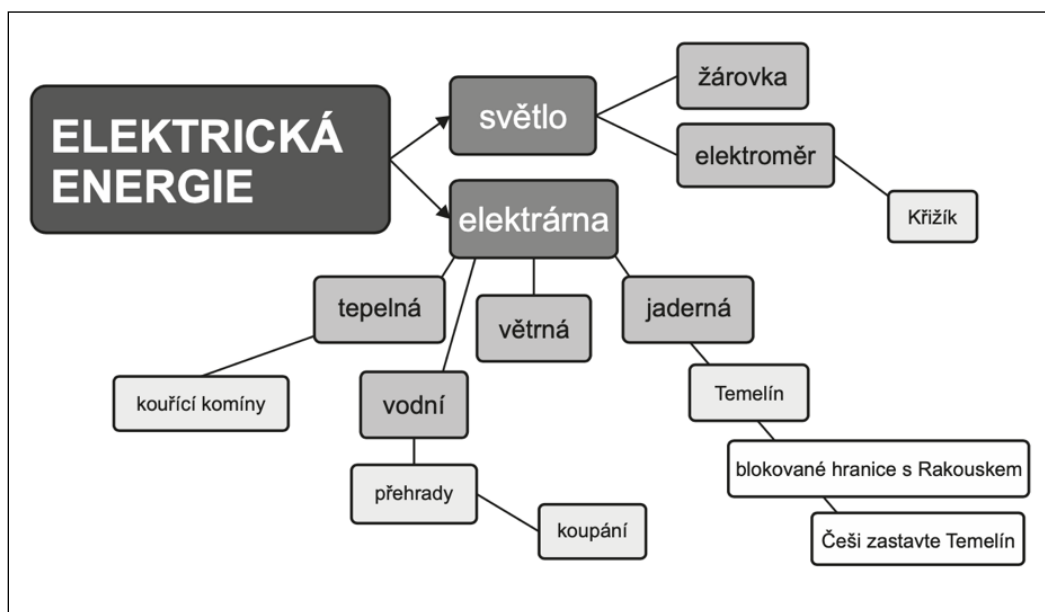 ELEKTRICKÁ
ENERGIE
světlo
žárovka
elektroměr
Křižík
elektrárna
tepelná
kouřící komíny
vodní
přehrady
koupání
větrná
jaderná
Temelín
blokované hranice s Rakouskem
Češi zastavte Temelín